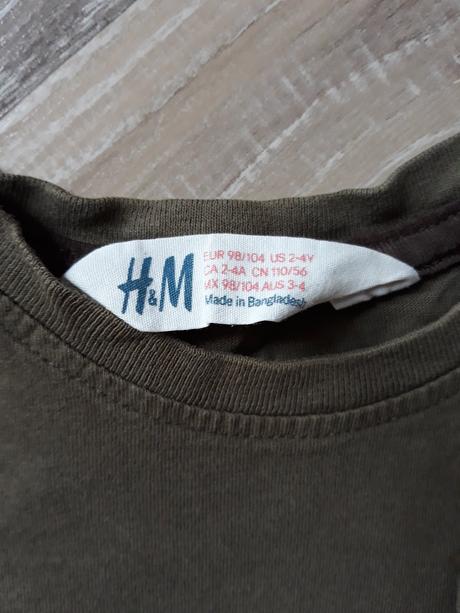 H&M
EUR 98/104 US 2-4Y
CA 2-4A CN 110/56
MX 98/104 AUS 3-4
Made in Bangladesh